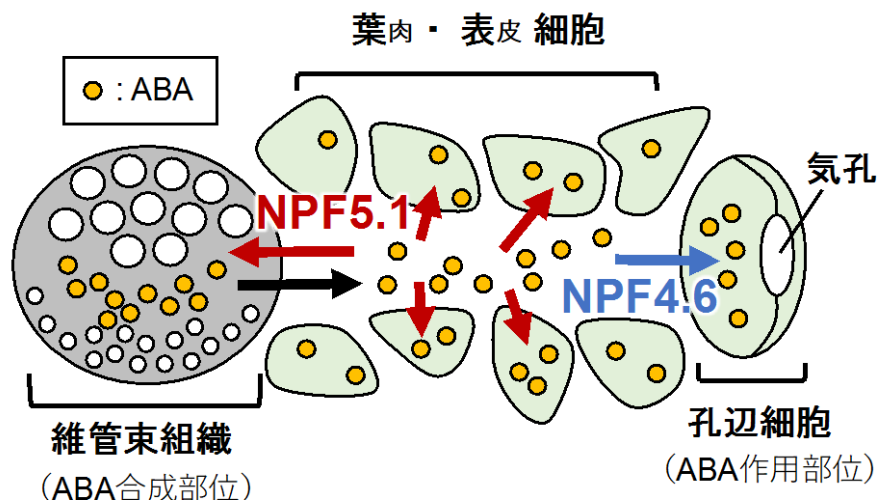 葉肉 ・ 表皮 細胞
: ABA
気孔
NPF5.1
NPF4.6
維管束組織
（ABA合成部位）
孔辺細胞
（ABA作用部位）